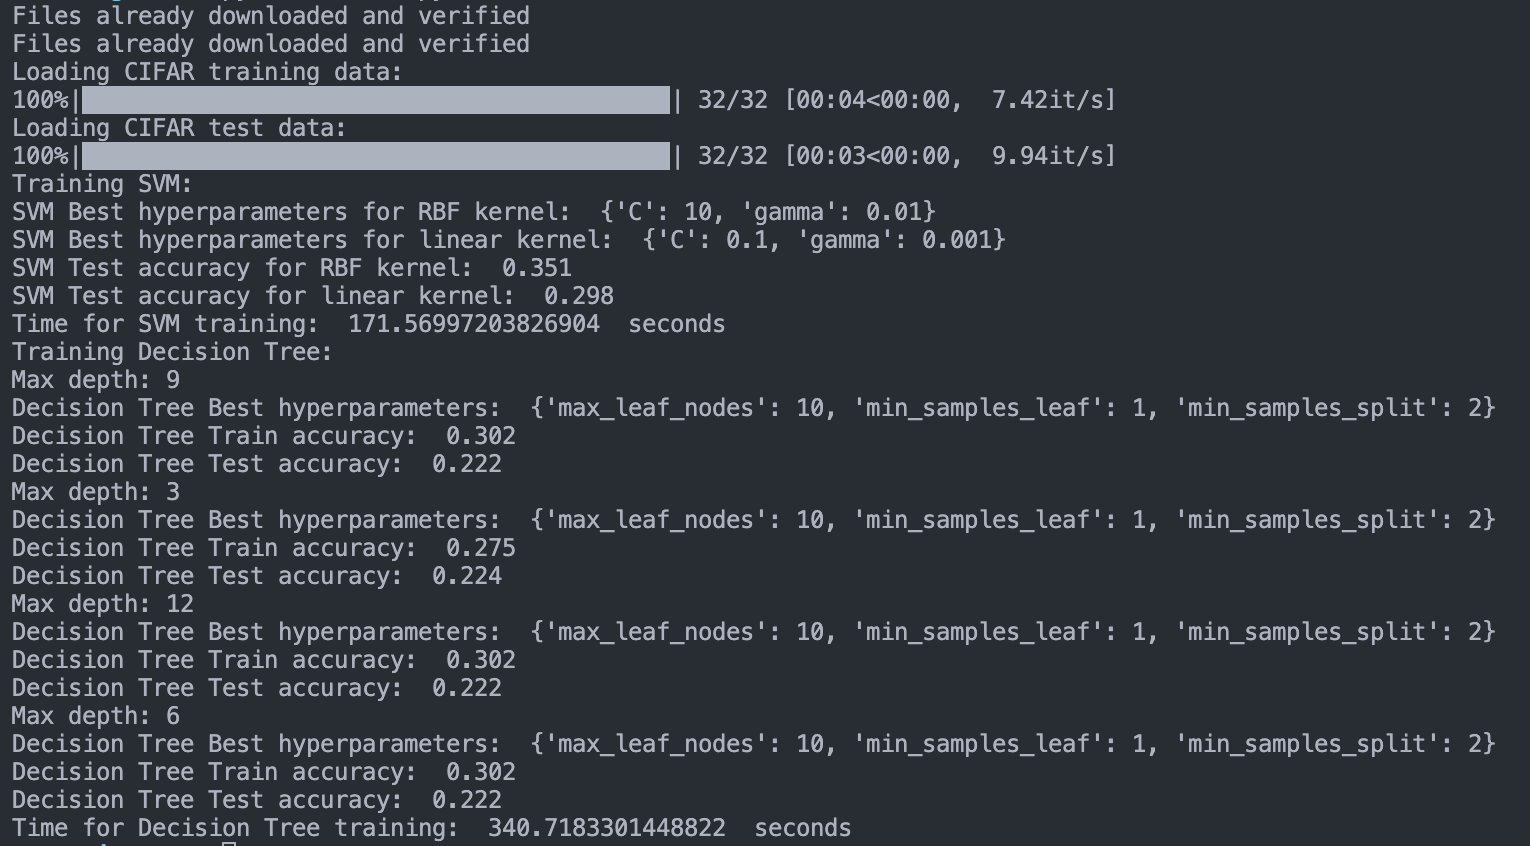 Files already downloaded and verified
Files already downloaded and verified
Loading CIFAR training data:
100%| | 32/32 [00:04<00:00,  7.42it/s]
Loading CIFAR test data:
100%| | 32/32 [00:03<00:00,  9.94it/s]
Training SVM:
SVM Best hyperparameters for RBF kernel:  {'C': 10, 'gamma': 0.01}
SVM Best hyperparameters for linear kernel:  {'C': 0.1, 'gamma': 0.001}
SVM Test accuracy for RBF kernel:  0.351
SVM Test accuracy for linear kernel:  0.298
Time for SVM training:  171.56997203826904  seconds
Training Decision Tree:
Max depth: 9
Decision Tree Best hyperparameters:  {'max_leaf_nodes': 10, 'min_samples_leaf': 1, 'min_samples_split': 2}
Decision Tree Train accuracy:  0.302
Decision Tree Test accuracy:  0.222
Max depth: 3
Decision Tree Best hyperparameters:  {'max_leaf_nodes': 10, 'min_samples_leaf': 1, 'min_samples_split': 2}
Decision Tree Train accuracy:  0.275
Decision Tree Test accuracy:  0.224
Max depth: 12
Decision Tree Best hyperparameters:  {'max_leaf_nodes': 10, 'min_samples_leaf': 1, 'min_samples_split': 2}
Decision Tree Train accuracy:  0.302
Decision Tree Test accuracy:  0.222
Max depth: 6
Decision Tree Best hyperparameters:  {'max_leaf_nodes': 10, 'min_samples_leaf': 1, 'min_samples_split': 2}
Decision Tree Train accuracy:  0.302
Decision Tree Test accuracy:  0.222
Time for Decision Tree training:  340.7183301448822  seconds